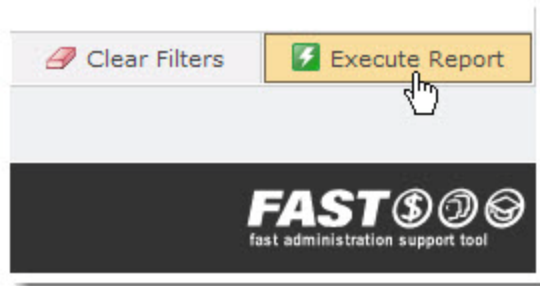 Clear Filters Execute Report
FAST
fast administration support tool